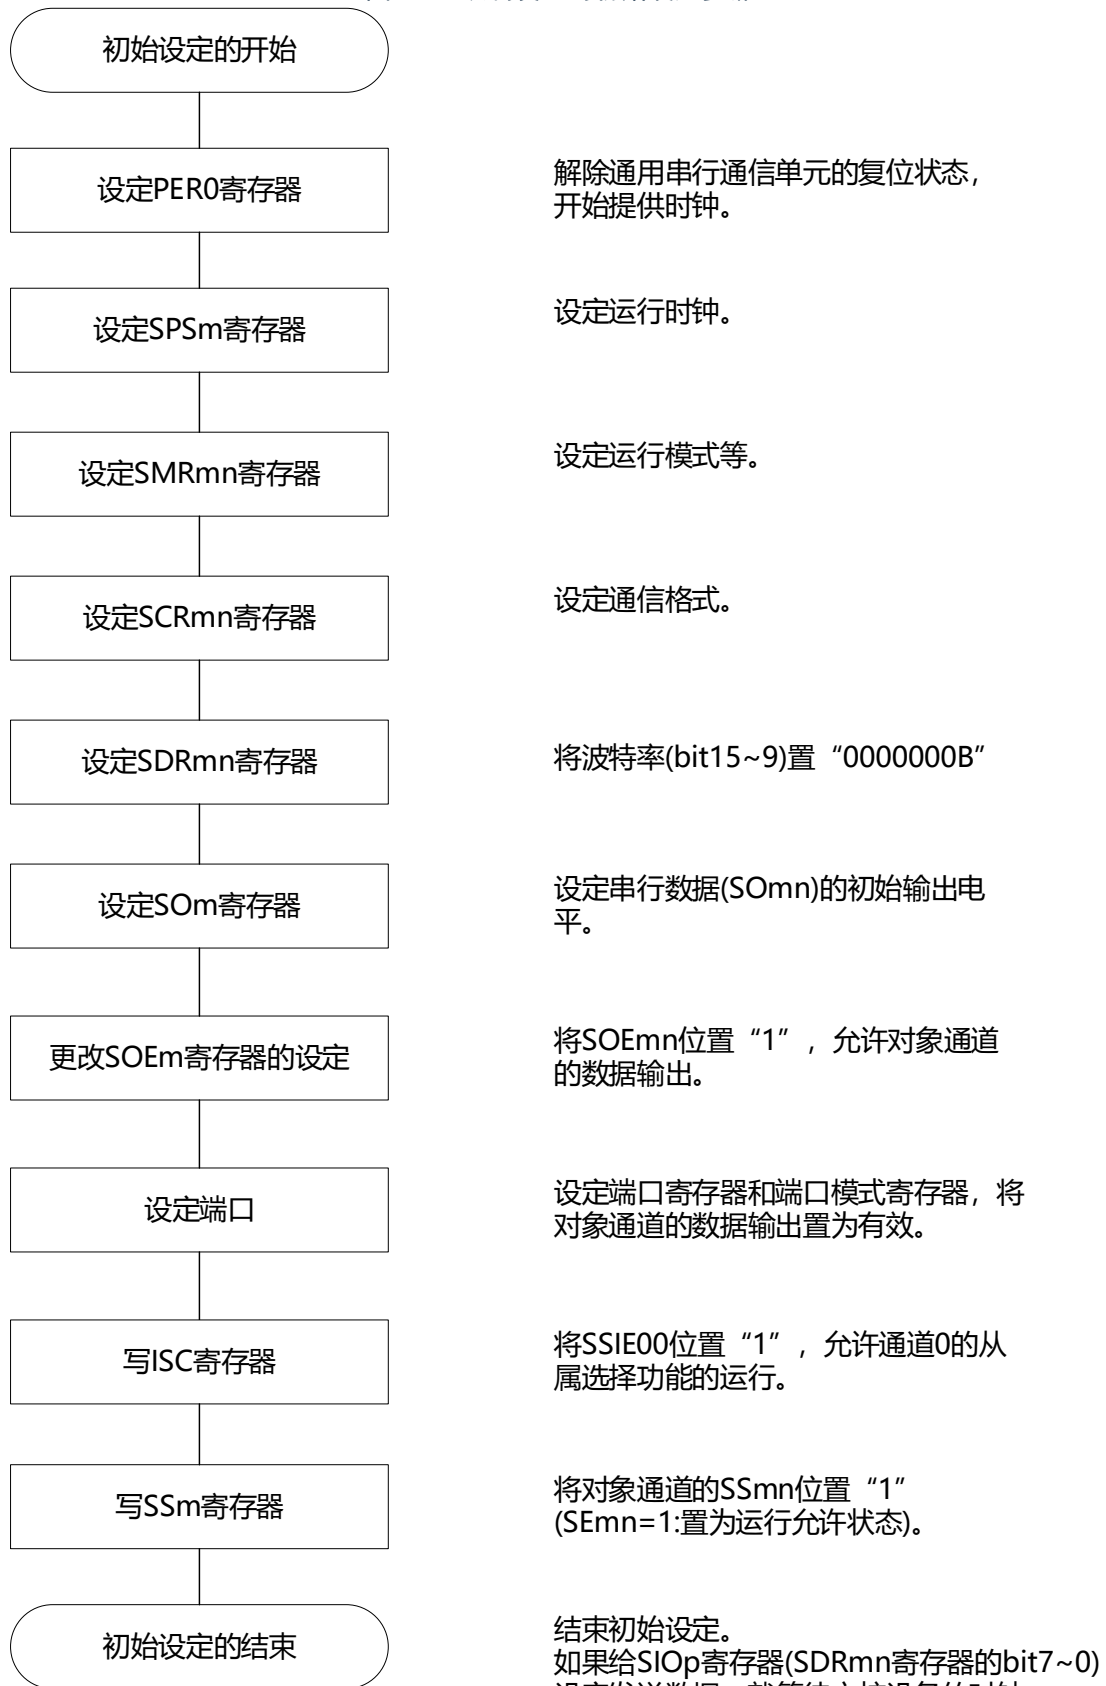 初始设定的开始
设定PER0寄存器
解除通用串行通信单元的复位状态，
开始提供时钟。
设定SPSm寄存器
设定运行时钟。
设定SMRmn寄存器
设定运行模式等。
设定SCRmn寄存器
设定通信格式。
设定SDRmn寄存器
将波特率(bit15~9)置“0000000B”
设定SOm寄存器
设定串行数据(SOmn)的初始输出电
平。
更改SOEm寄存器的设定
将SOEmn位置“1”，允许对象通道
的数据输出。
设定端口
设定端口寄存器和端口模式寄存器，将
对象通道的数据输出置为有效。
写ISC寄存器
将SSIE00位置“1”，允许通道0的从
属选择功能的运行。
写SSm寄存器
将对象通道的SSmn位置“1”
(SEmn=1:置为运行允许状态)。
初始设定的结束
结束初始设定。
如果给SIOp寄存器(SDRmn寄存器的bit7~0)